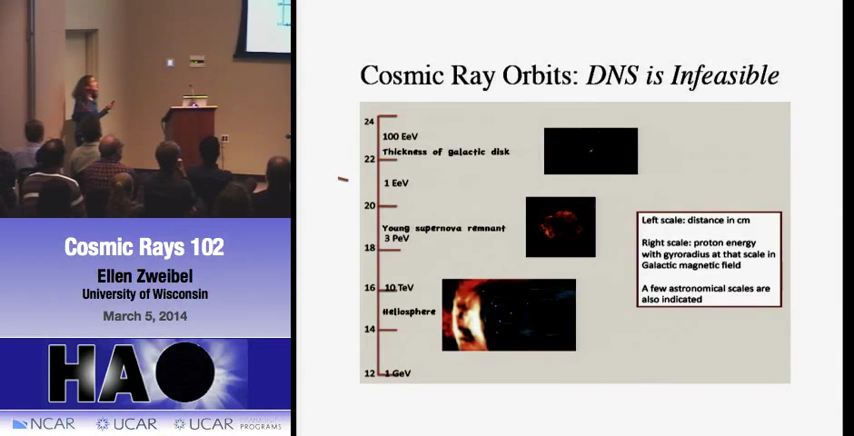 Cosmic Ray Orbits: DNS is Infeasible
24
100 EeV
Thickness of galactic disk
22
1 EeV
20
Young supernova remnant
3 PeV
18
16
10 TeV
Heliosphere
14
12
1 GeV
Left scale: distance in cm
Right scale: proton energy
with gyroradius at that scale in
Galactic magnetic field
A few astronomical scales are
also indicated
Cosmic Rays 102
Ellen Zweibel
University of Wisconsin
March 5, 2014
HAO
NCAR
UCAR
UCAR
PROGRAMS